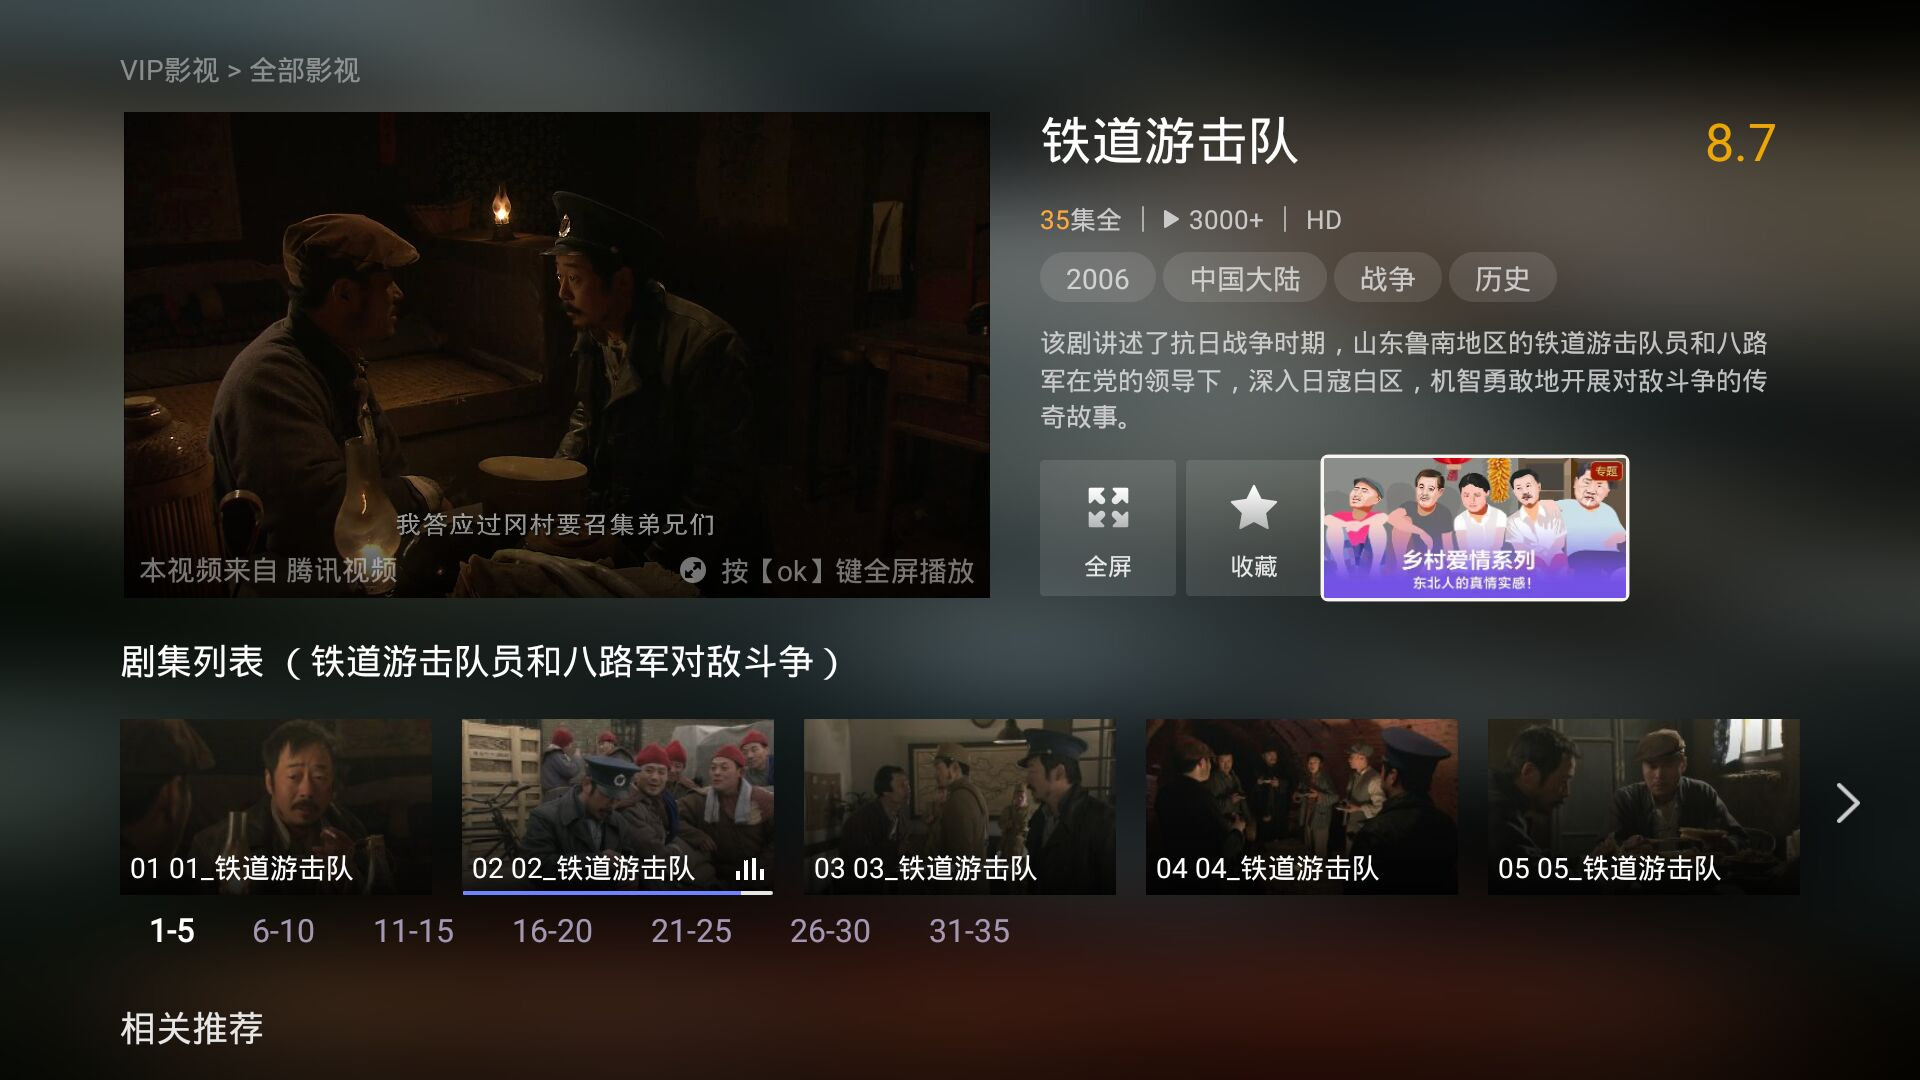 VIP影视 > 全部影视
铁道游击队
8.7
35集全 | 3000+ | HD
2006 中国大陆 战争 历史
该剧讲述了抗日战争时期，山东鲁南地区的铁道游击队员和八路
军在党的领导下，深入日寇白区，机智勇敢地开展对敌斗争的传
奇故事。
我答应过冈村要召集弟兄们
本视频来自 腾讯视频
按【ok】键全屏播放
全屏
收藏
专题
乡村爱情系列
东北人的真情实感！
剧集列表 （铁道游击队员和八路军对敌斗争）
01 01_铁道游击队
02 02_铁道游击队
03 03_铁道游击队
04 04_铁道游击队
05 05_铁道游击队
1-5 6-10 11-15 16-20 21-25 26-30 31-35
相关推荐